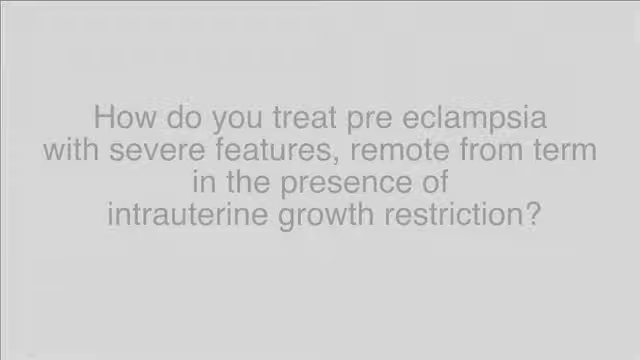 How do you treat pre eclampsia
with severe features, remote from term
in the presence of
intrauterine growth restriction?